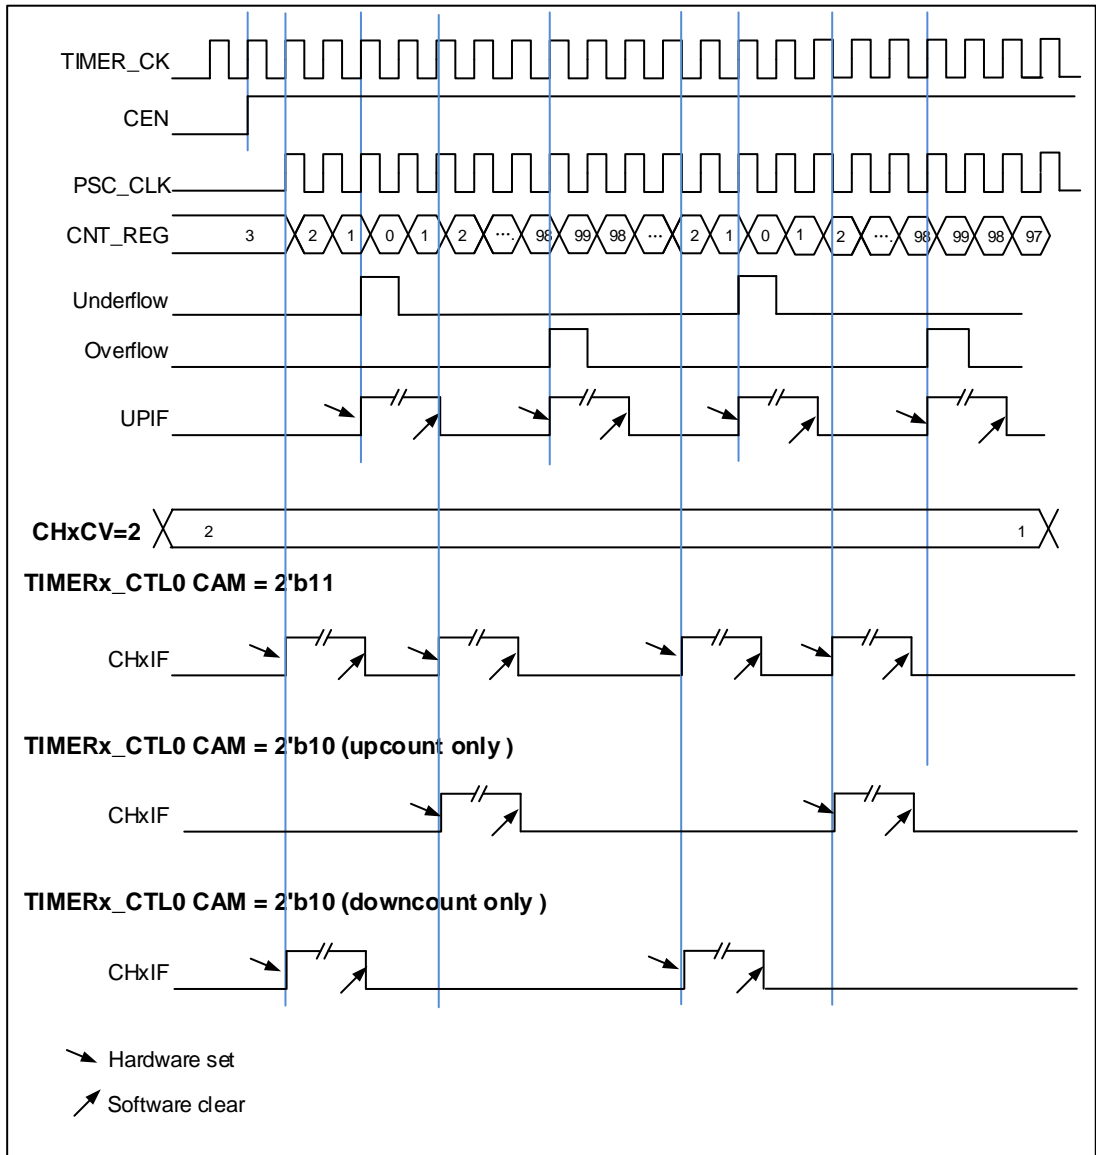 TIMER_CK
CEN
PSC_CLK
CNT_REG 3 2 1 0 1 2 .... 98 99 98 ... 2 1 0 1 2 .... 98 99 98 97
Underflow
Overflow
UPIF
CHxCV=2 2 1
TIMERx_CTL0 CAM = 2'b11
CHxIF
TIMERx_CTL0 CAM = 2'b10 (upcount only )
CHxIF
TIMERx_CTL0 CAM = 2'b10 (downcount only )
CHxIF
Hardware set
Software clear